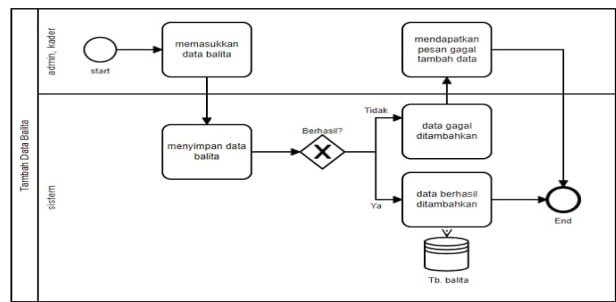 Tambah Data Balita
admin, kader
start
memasukkan
data balita
mendapatkan
pesan gagal
tambah data
sistem
menyimpan data
balita
Berhasil?
Tidak
data gagal
ditambahkan
Ya
data berhasil
ditambahkan
End
Tb. balita